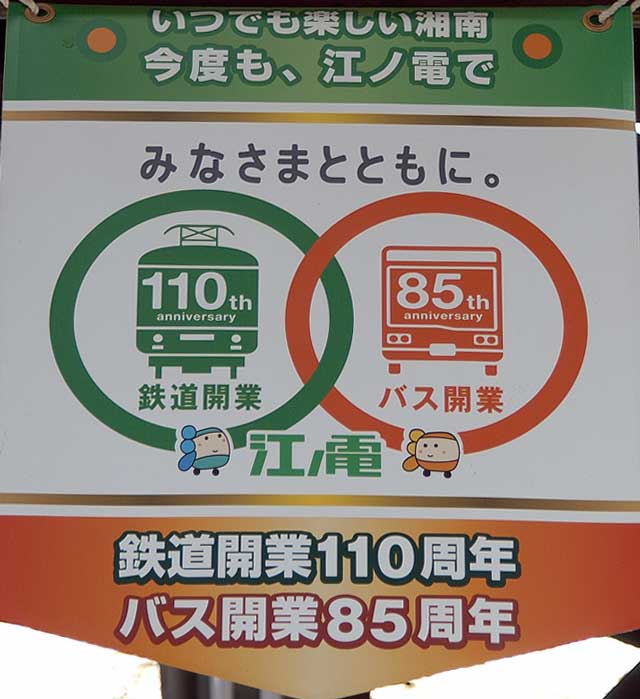 いつでも楽しい湘南
今度も、江ノ電で
みなさまとともに。
110th
anniversary
鉄道開業
85th
anniversary
バス開業
江ノ電
鉄道開業110周年
バス開業85周年